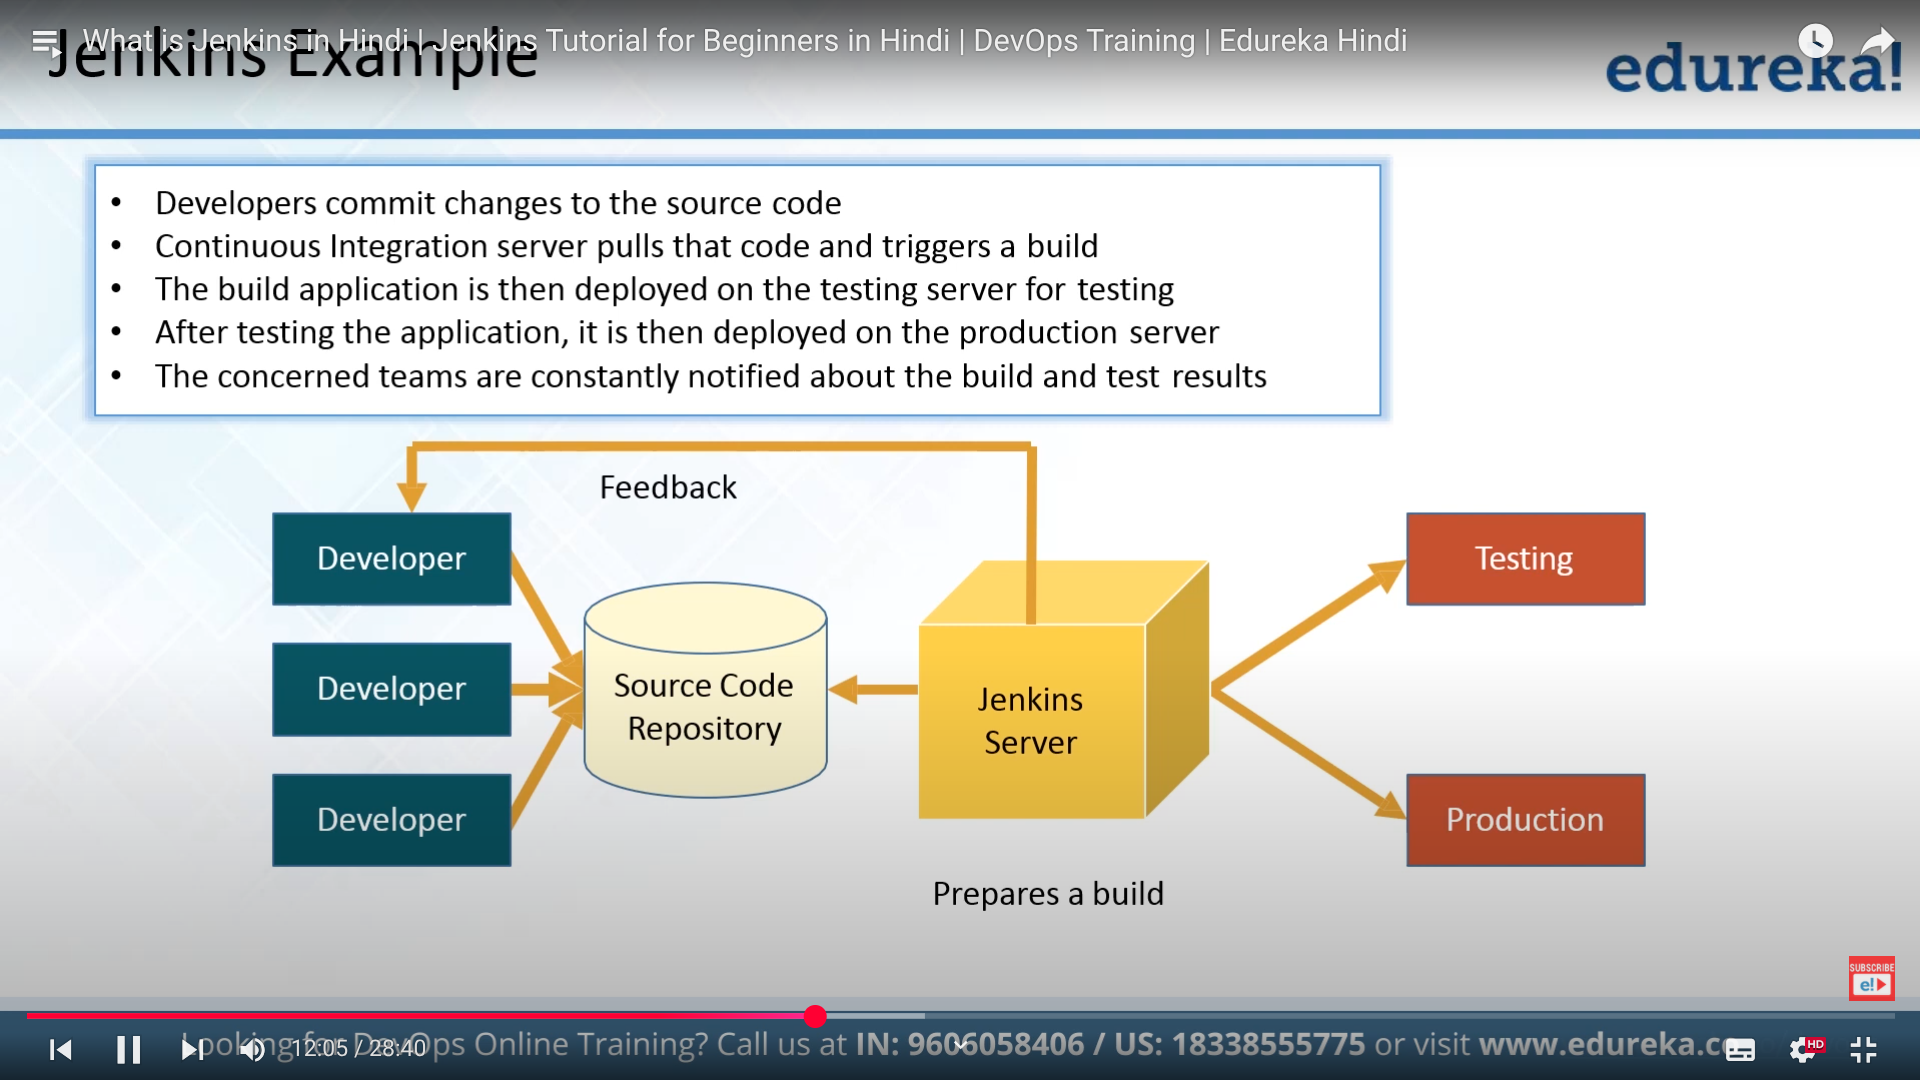 What is Jenkins in Hindi | Jenkins Tutorial for Beginners in Hindi | DevOps Training | Edureka Hindi
Jenkins Example
edureka!
• Developers commit changes to the source code
• Continuous Integration server pulls that code and triggers a build
• The build application is then deployed on the testing server for testing
• After testing the application, it is then deployed on the production server
• The concerned teams are constantly notified about the build and test results
Feedback
Developer
Developer
Developer
Source Code
Repository
Jenkins
Server
Testing
Production
Prepares a build
SUBSCRIBE
e!
Looking for DevOps Online Training? Call us at IN: 9606058406 / US: 18338555775 or visit www.edureka.co
12:05 / 28:40
HD